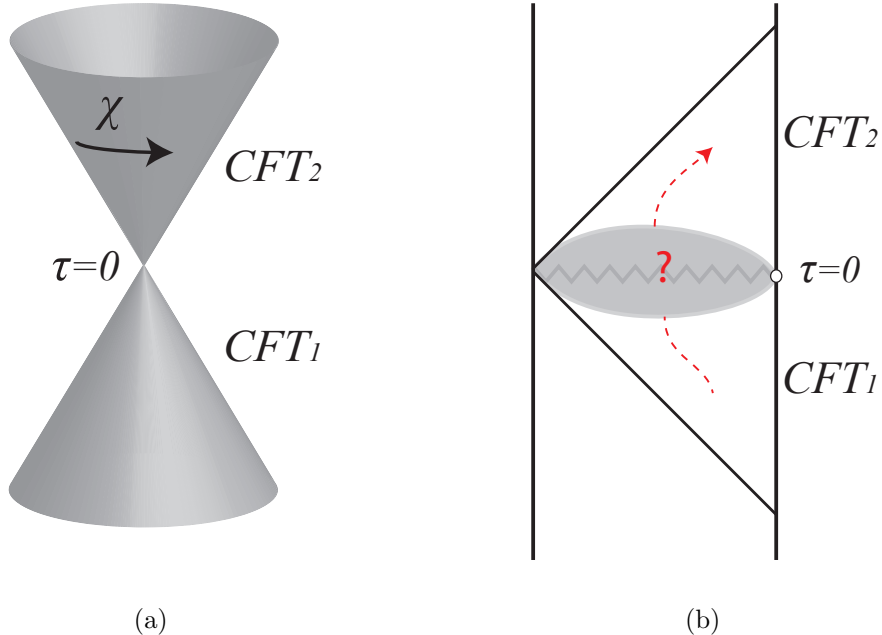 χ
CFT₂
τ=0
CFT₁
(a)
CFT₂
?
τ=0
CFT₁
(b)